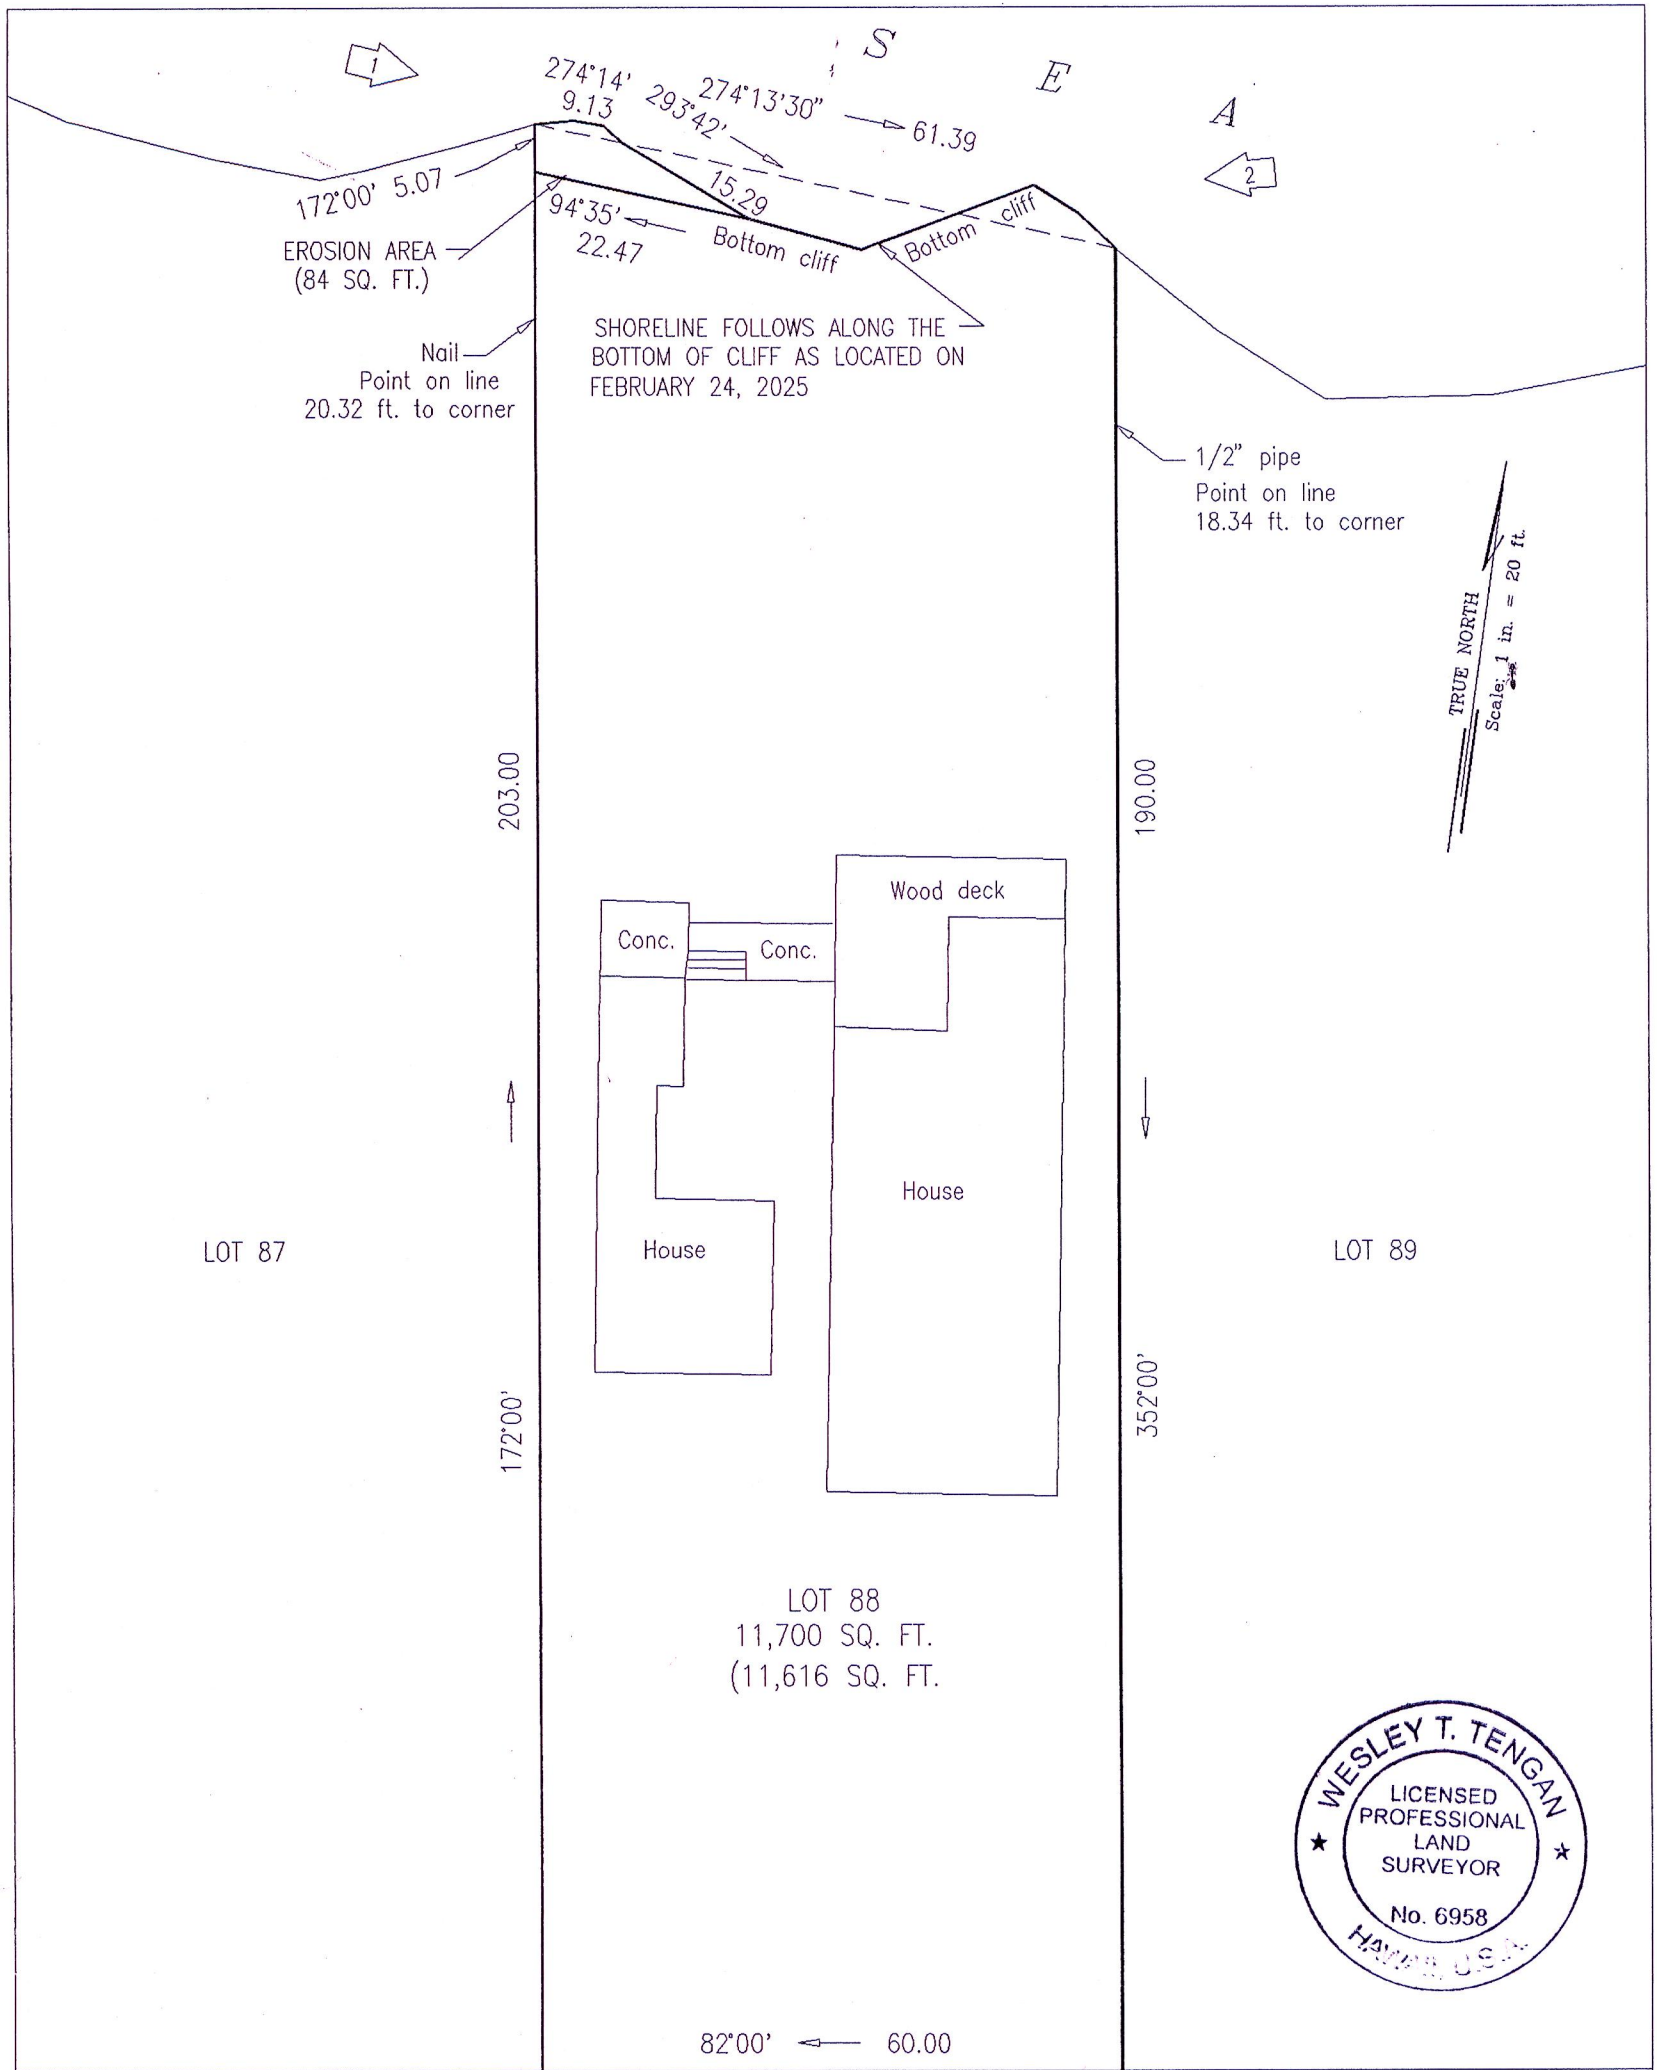 S E A
1
274°14'
9.13
293°42'
274°13'30"
61.39
2
172°00' 5.07
15.29
94°35'
22.47
Bottom cliff
Bottom cliff
EROSION AREA
(84 SQ. FT.)
SHORELINE FOLLOWS ALONG THE
BOTTOM OF CLIFF AS LOCATED ON
FEBRUARY 24, 2025
Nail
Point on line
20.32 ft. to corner
1/2" pipe
Point on line
18.34 ft. to corner
TRUE NORTH
Scale: 1 in. = 20 ft.
203.00
190.00
Wood deck
Conc.
Conc.
House
House
LOT 87
LOT 89
172°00'
352°00'
LOT 88
11,700 SQ. FT.
(11,616 SQ. FT.
WESLEY T. TENGAN
LICENSED
PROFESSIONAL
LAND
SURVEYOR
No. 6958
HAWAII, U.S.A.
82°00' 60.00